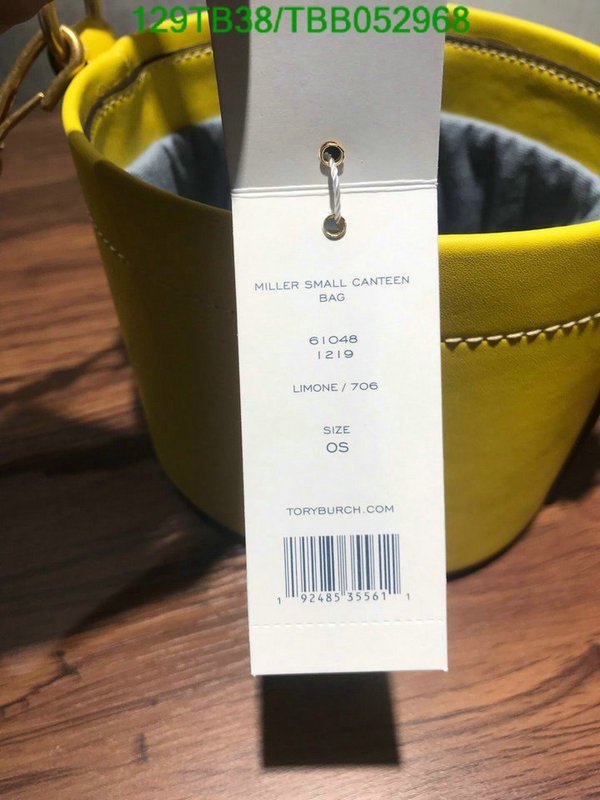 129TB38/TBB052968
MILLER SMALL CANTEEN
BAG
61048
1219
LIMONE / 706
SIZE
OS
TORYBURCH.COM
1 92485 35561 1